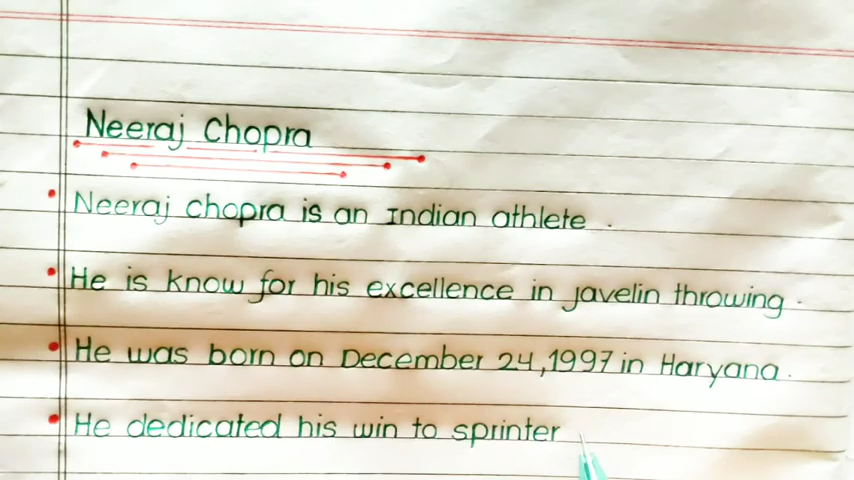 Neeraj Chopra
Neeraj chopra is an Indian athlete .
He is know for his excellence in javelin throwing .
He was born on December 24,1997 in Haryana .
He dedicated his win to sprinter